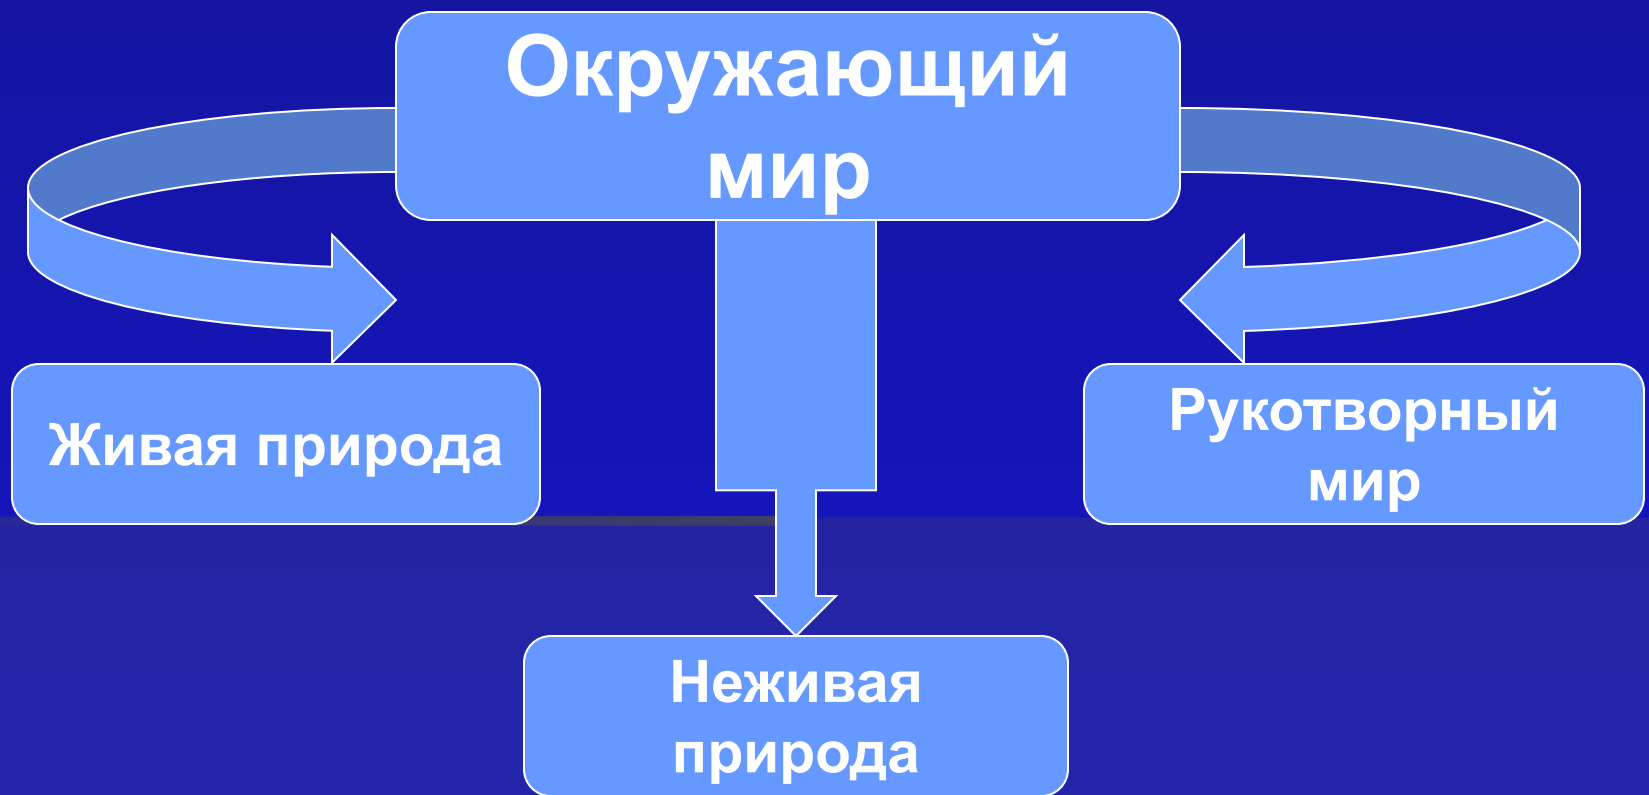 Окружающий
мир
Живая природа
Рукотворный
мир
Неживая
природа